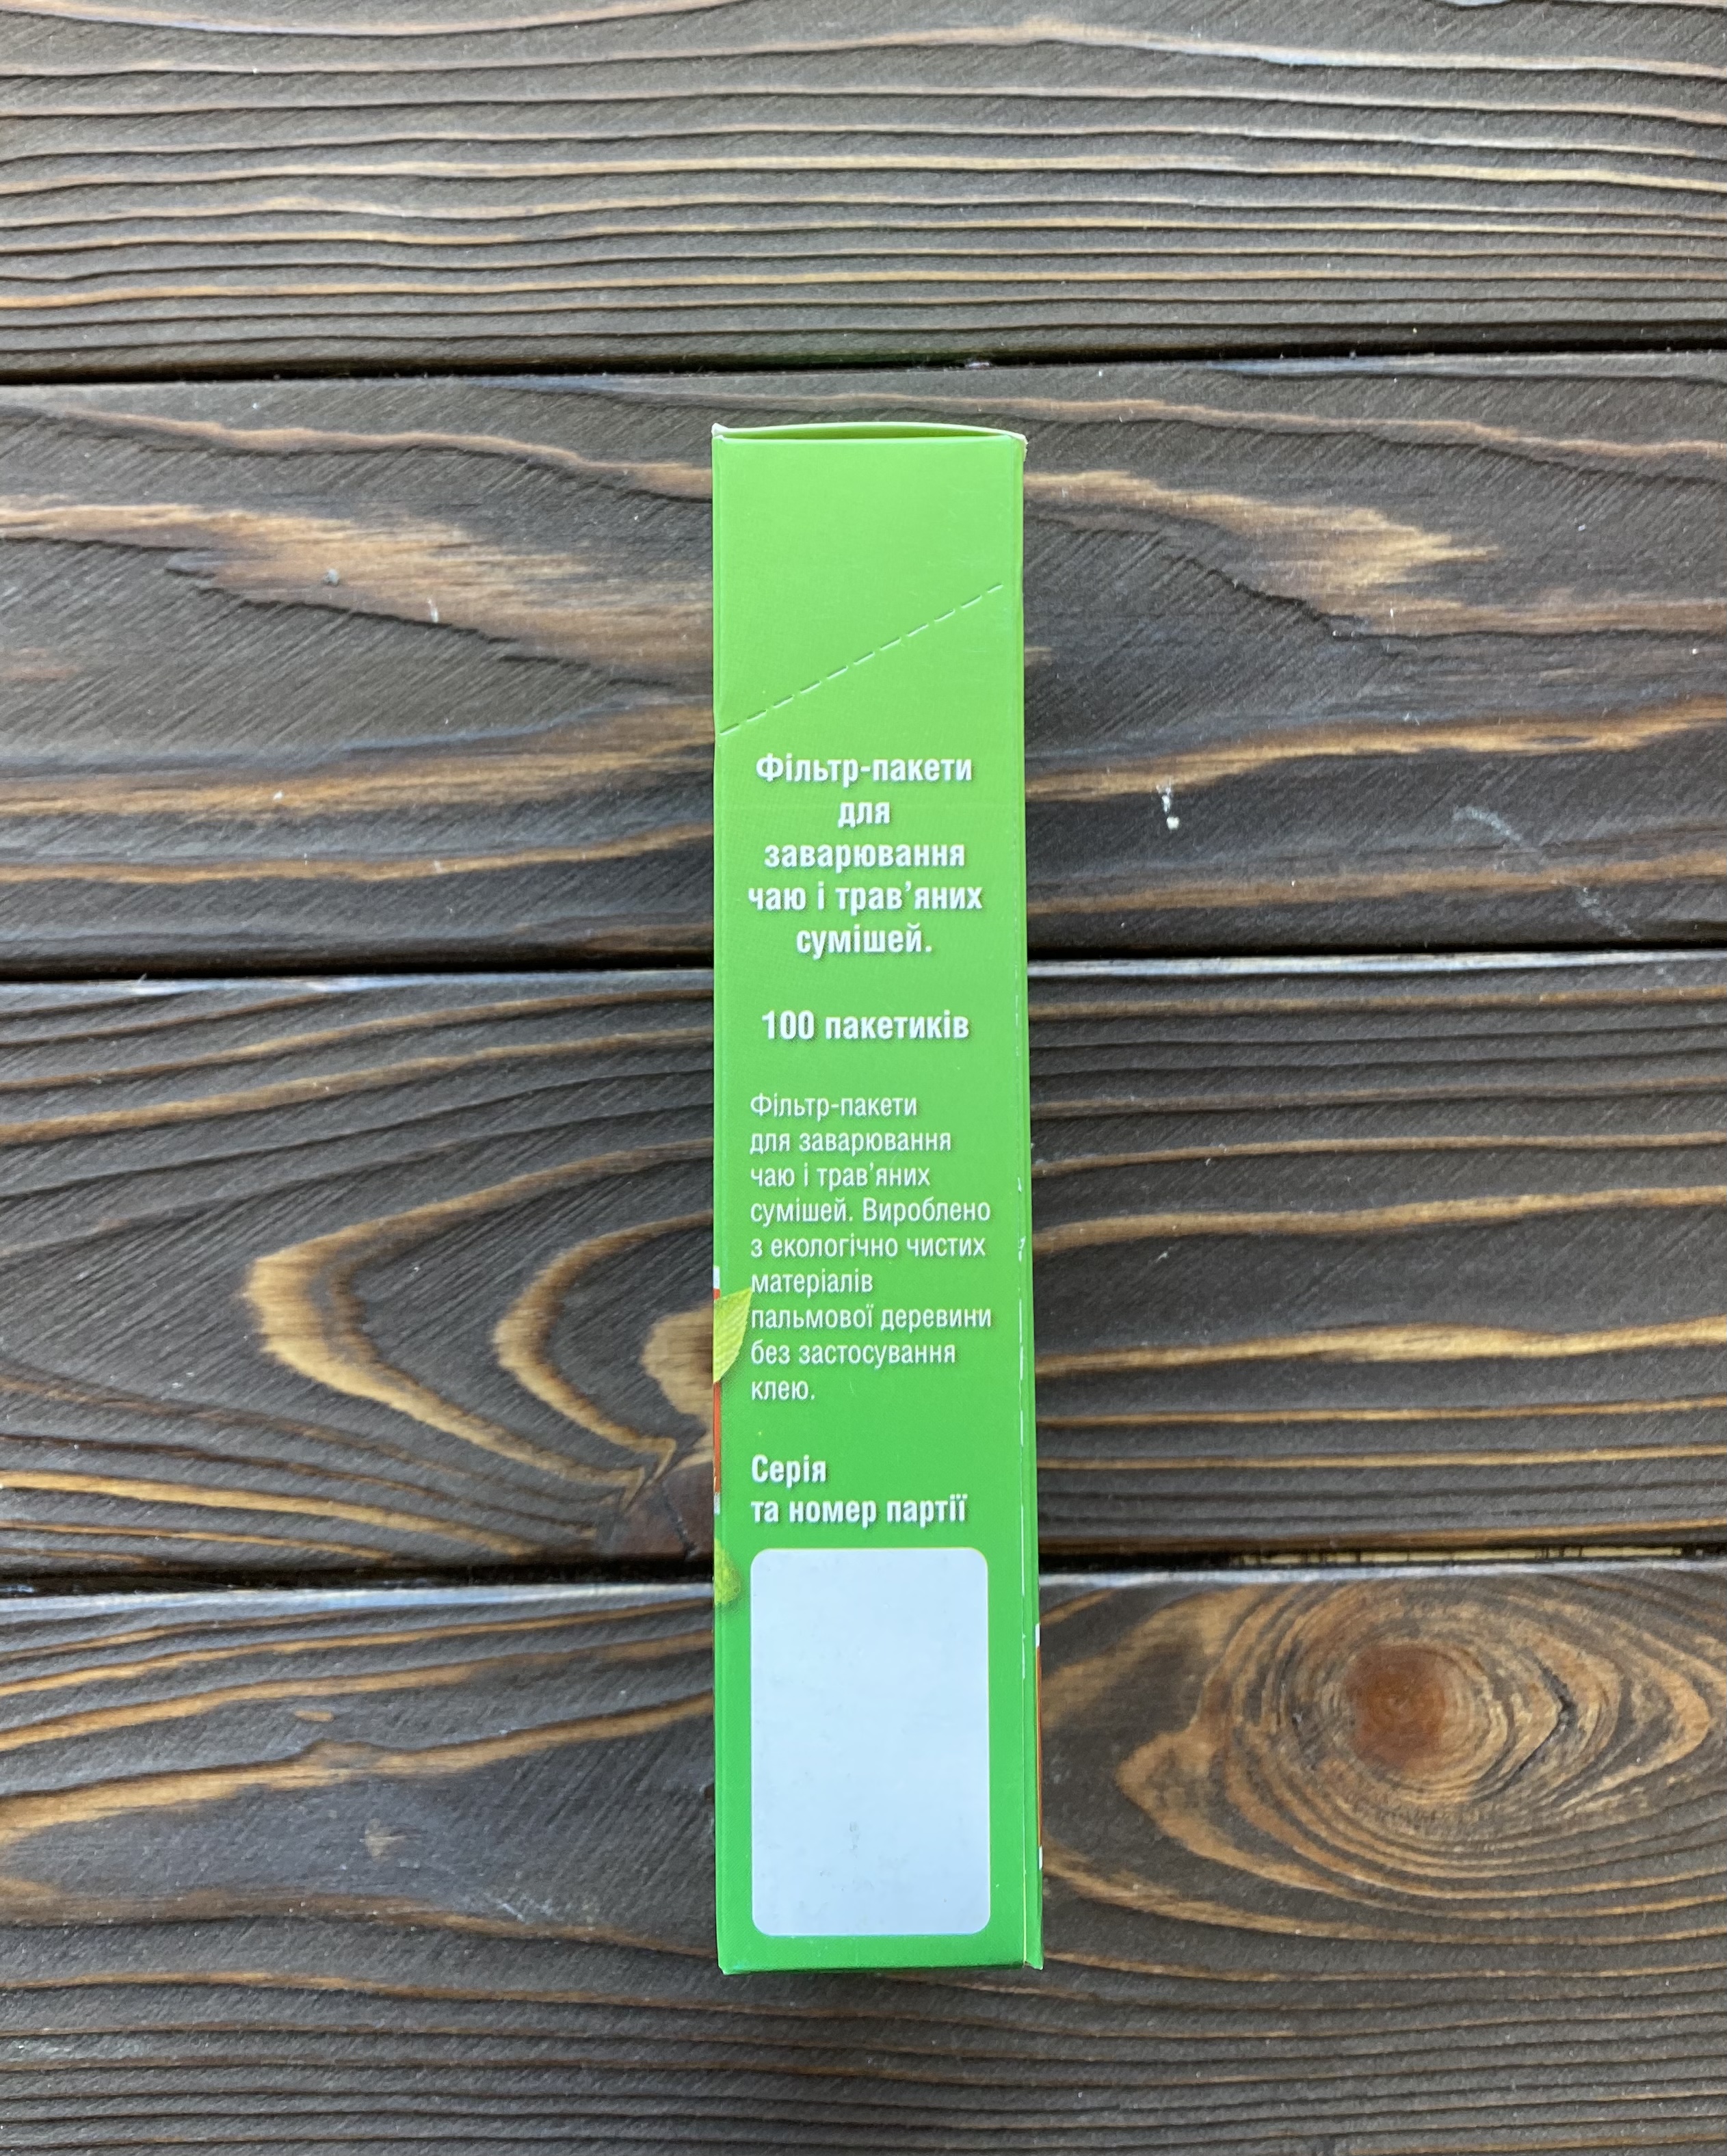 Фільтр-пакети
для
заварювання
чаю і трав’яних
сумішей.
100 пакетиків
Фільтр-пакети
для заварювання
чаю і трав’яних
сумішей. Вироблено
з екологічно чистих
матеріалів
пальмової деревини
без застосування
клею.
Серія
та номер партії